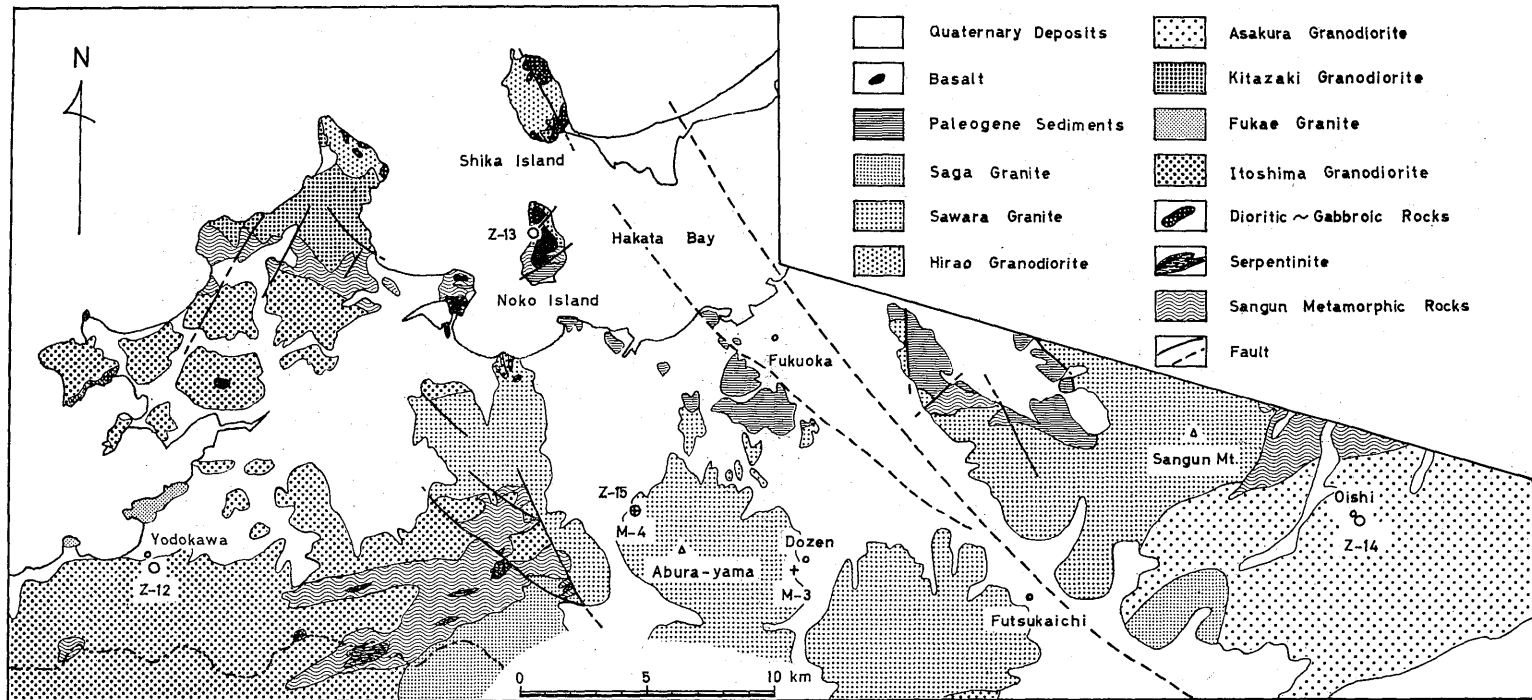 N
Shika Island
Z-13
Hakata Bay
Noko Island
Fukuoka
Sangun Mt.
Oishi
Z-14
Z-15
M-4
Abura-yama
Dozen
M-3
Yodokawa
Z-12
Futsukaichi
0 5 10 km
Quaternary Deposits
Basalt
Paleogene Sediments
Saga Granite
Sawara Granite
Hirao Granodiorite
Asakura Granodiorite
Kitazaki Granodiorite
Fukae Granite
Itoshima Granodiorite
Dioritic ~ Gabbroic Rocks
Serpentinite
Sangun Metamorphic Rocks
Fault